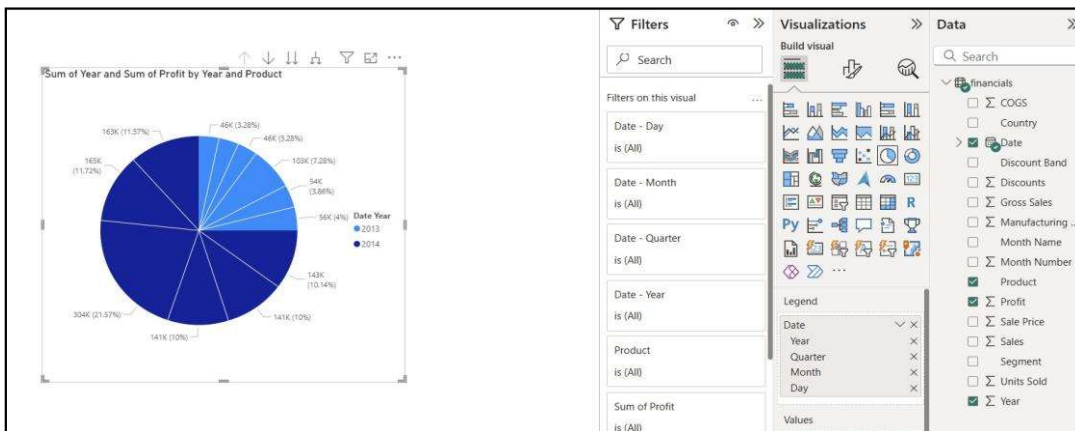 Sum of Year and Sum of Profit by Year and Product
46K (3.28%)
46K (3.28%)
103K (7.28%)
54K
(3.86%)
56K (4%)
143K
(10.14%)
141K (10%)
141K (10%)
304K (21.57%)
165K
(11.72%)
163K (11.57%)
Date Year
2013
2014
Filters
Search
Filters on this visual
Date - Day
is (All)
Date - Month
is (All)
Date - Quarter
is (All)
Date - Year
is (All)
Product
is (All)
Sum of Profit
is (All)
Visualizations
Build visual
123
R
Py
Legend
Date
Year
Quarter
Month
Day
Values
Data
Search
financials
COGS
Country
Date
Discount Band
Discounts
Gross Sales
Manufacturing ...
Month Name
Month Number
Product
Profit
Sale Price
Sales
Segment
Units Sold
Year